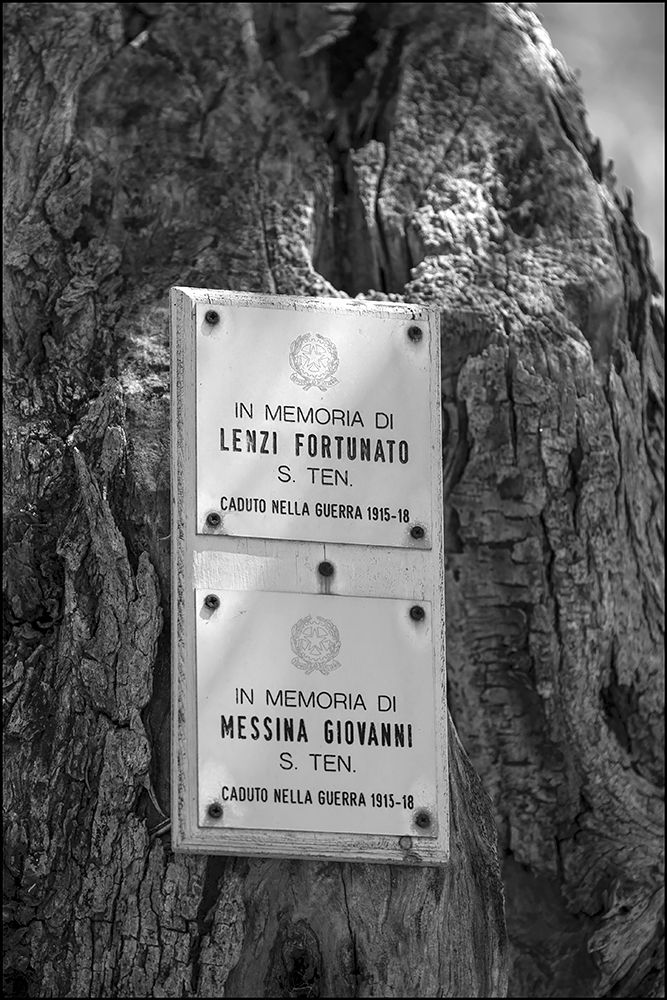 IN MEMORIA DI
LENZI FORTUNATO
S. TEN.
CADUTO NELLA GUERRA 1915-18
IN MEMORIA DI
MESSINA GIOVANNI
S. TEN.
CADUTO NELLA GUERRA 1915-18